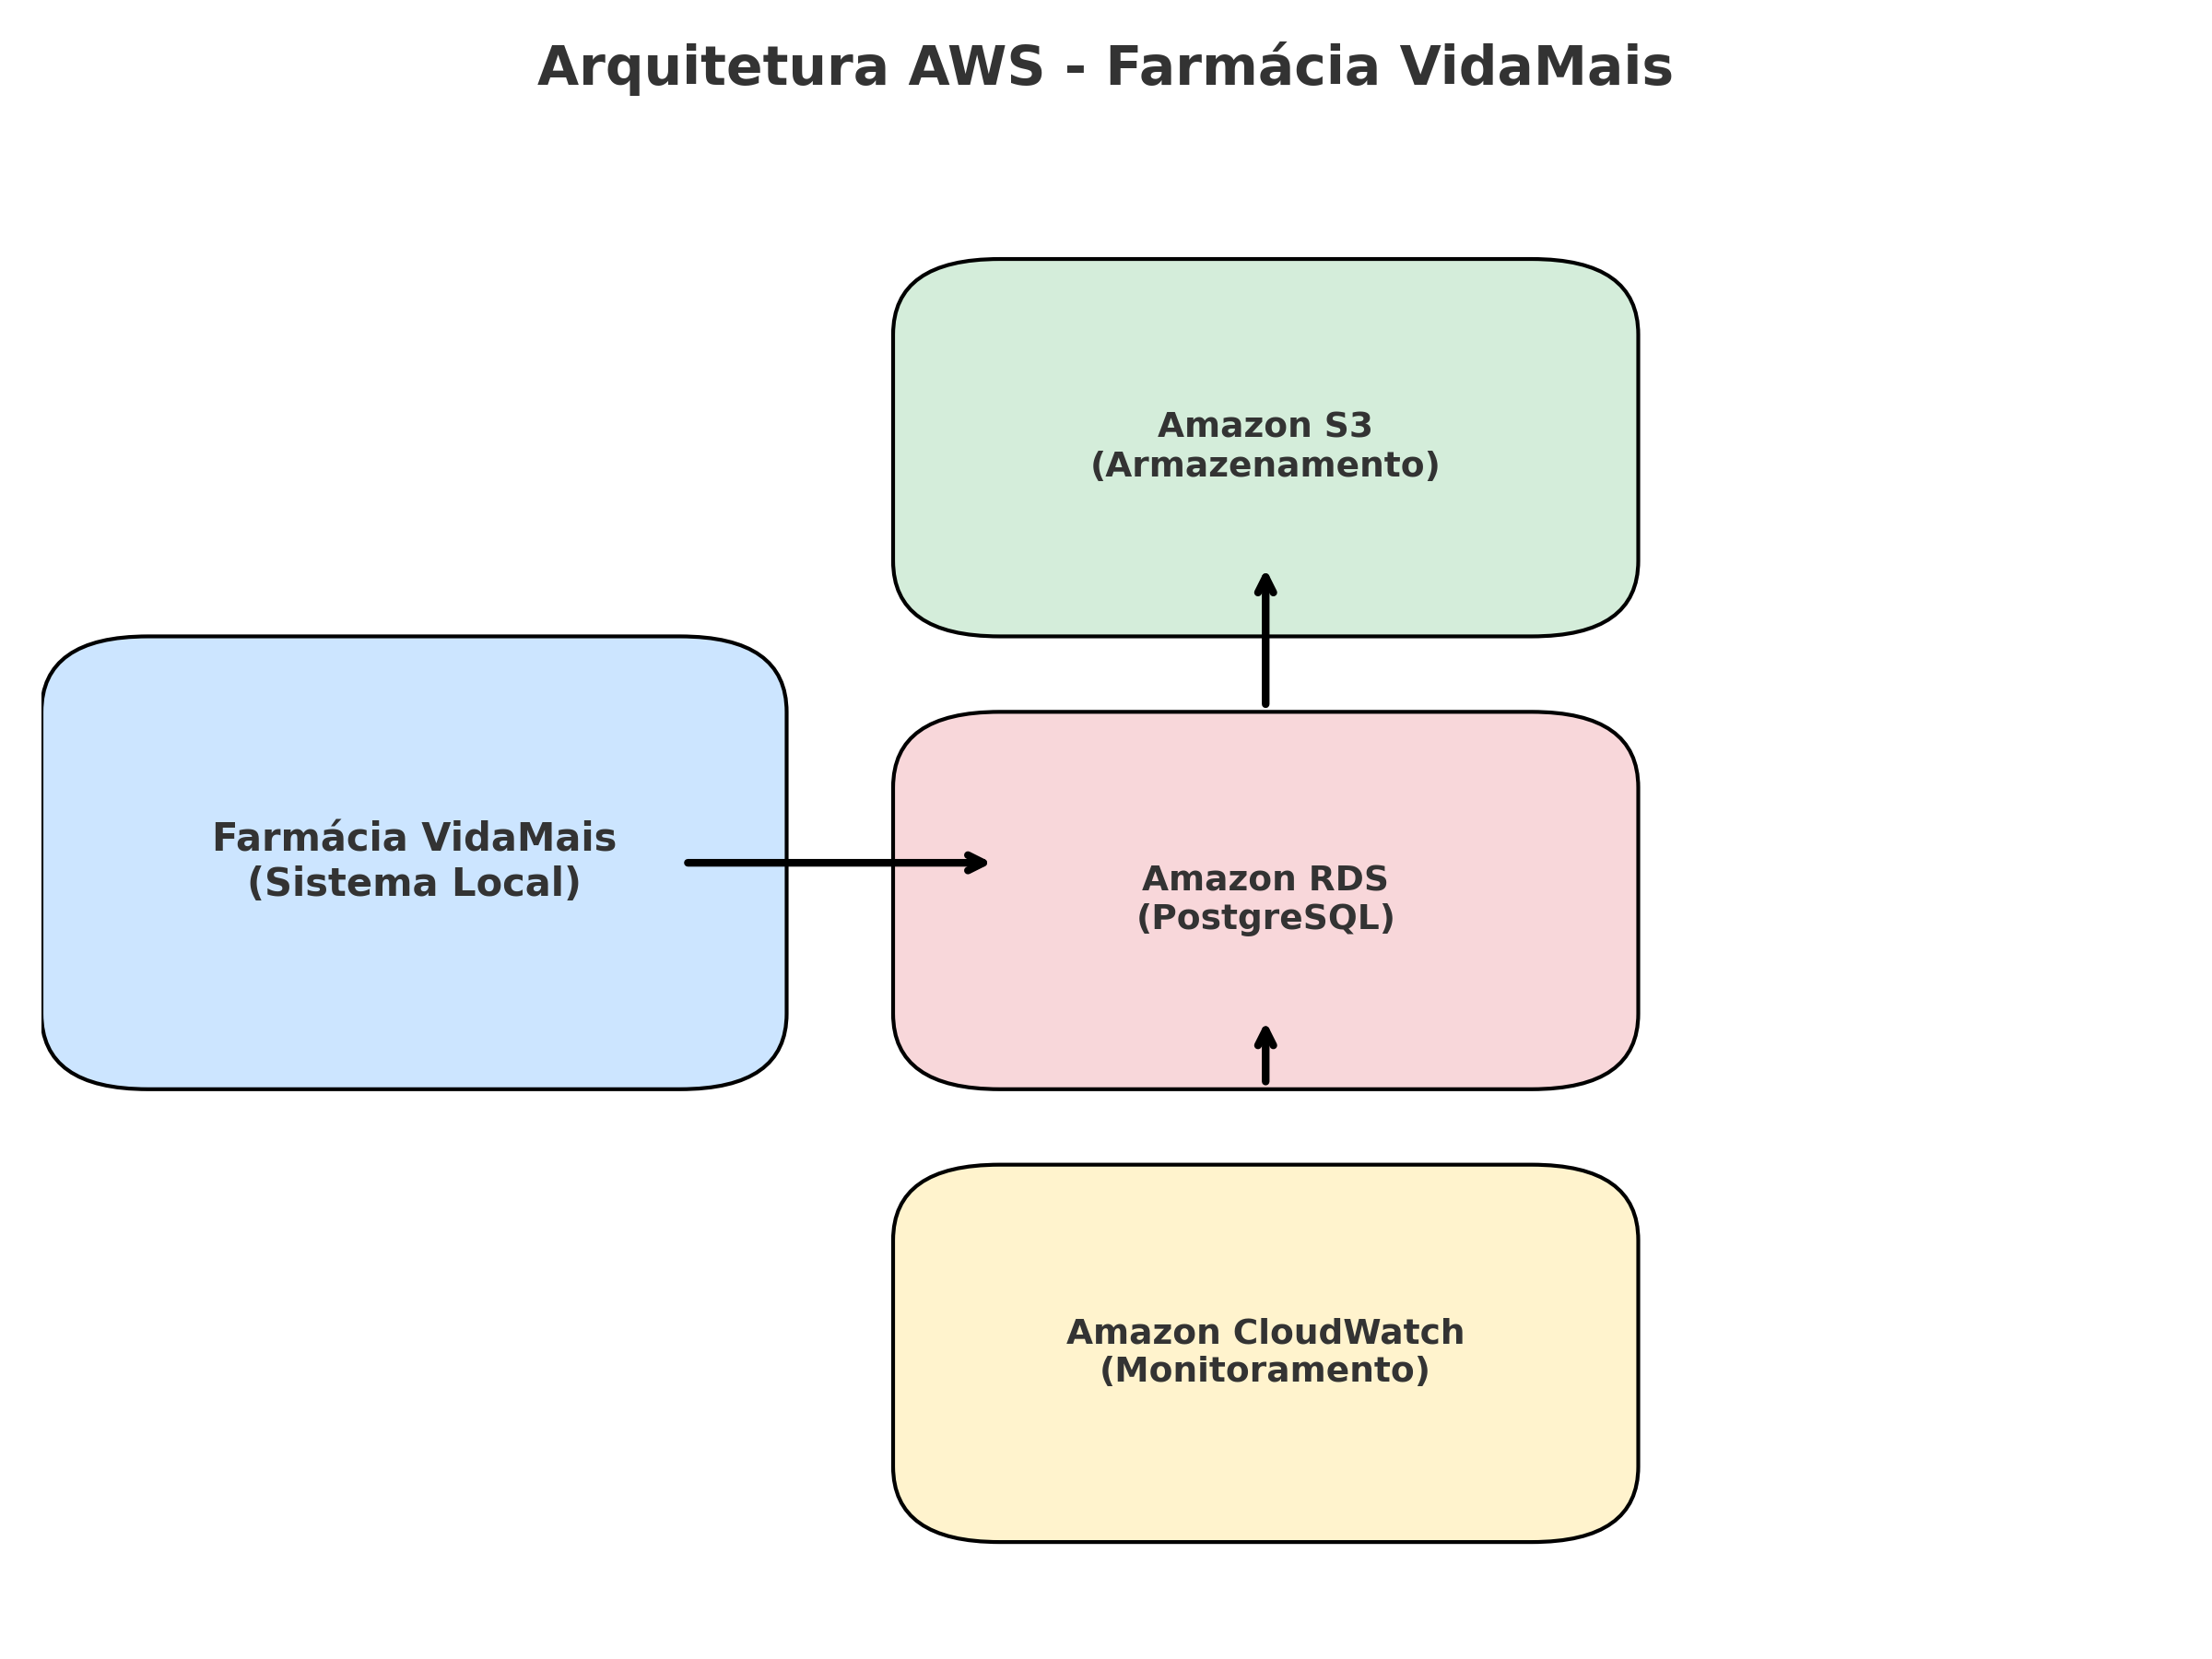 Arquitetura AWS - Farmácia VidaMais
Amazon S3
(Armazenamento)
Farmácia VidaMais
(Sistema Local)
Amazon RDS
(PostgreSQL)
Amazon CloudWatch
(Monitoramento)